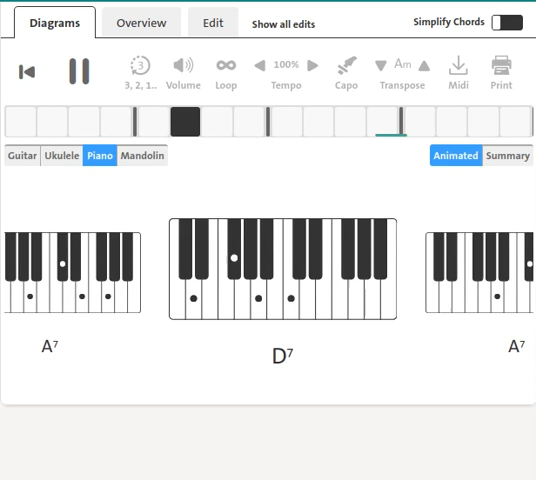 Diagrams Overview Edit Show all edits Simplify Chords
3 100% Am
3, 2, 1.. Volume Loop Tempo Capo Transpose Midi Print
Guitar Ukulele Piano Mandolin Animated Summary
A7 D7 A7